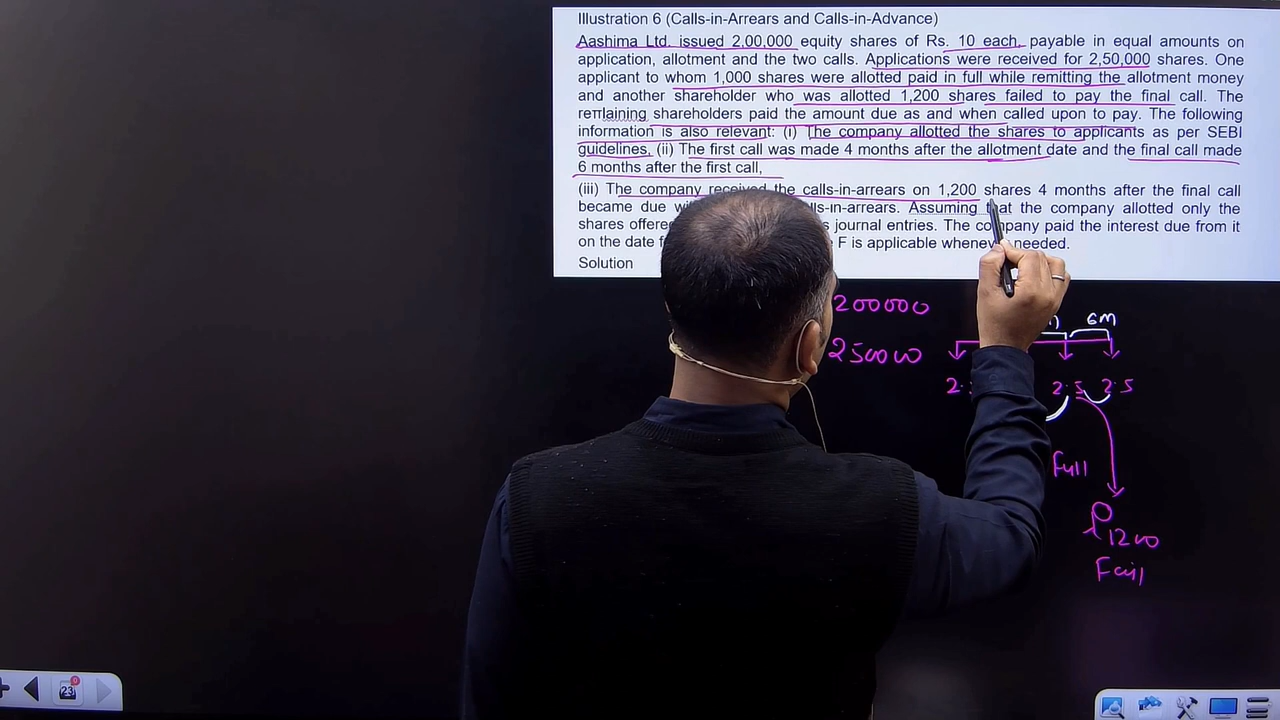 Illustration 6 (Calls-in-Arrears and Calls-in-Advance)
Aashima Ltd. issued 2,00,000 equity shares of Rs. 10 each, payable in equal amounts on
application, allotment and the two calls. Applications were received for 2,50,000 shares. One
applicant to whom 1,000 shares were allotted paid in full while remitting the allotment money
and another shareholder who was allotted 1,200 shares failed to pay the final call. The
remaining shareholders paid the amount due as and when called upon to pay. The following
information is also relevant: (i) The company allotted the shares to applicants as per SEBI
guidelines, (ii) The first call was made 4 months after the allotment date and the final call made
6 months after the first call,
(iii) The company received the calls-in-arrears on 1,200 shares 4 months after the final call
became due lls-in-arrears. Assuming that the company allotted only the
shares offere s journal entries. The company paid the interest due from it
on the date F is applicable whenever needed.
Solution
200000
6M
250000
2.5 2.5
Full
1200
Fail
23
0